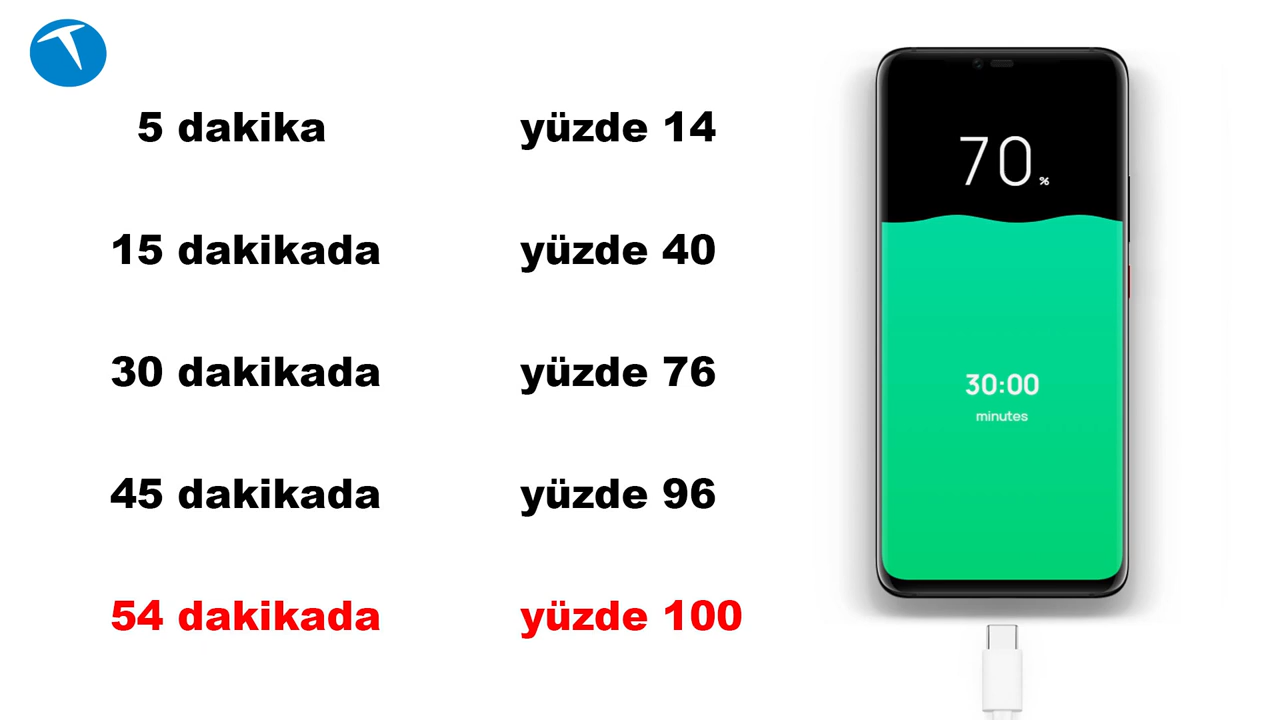 5 dakika yüzde 14
15 dakikada yüzde 40
30 dakikada yüzde 76
45 dakikada yüzde 96
54 dakikada yüzde 100
70%
30:00
minutes